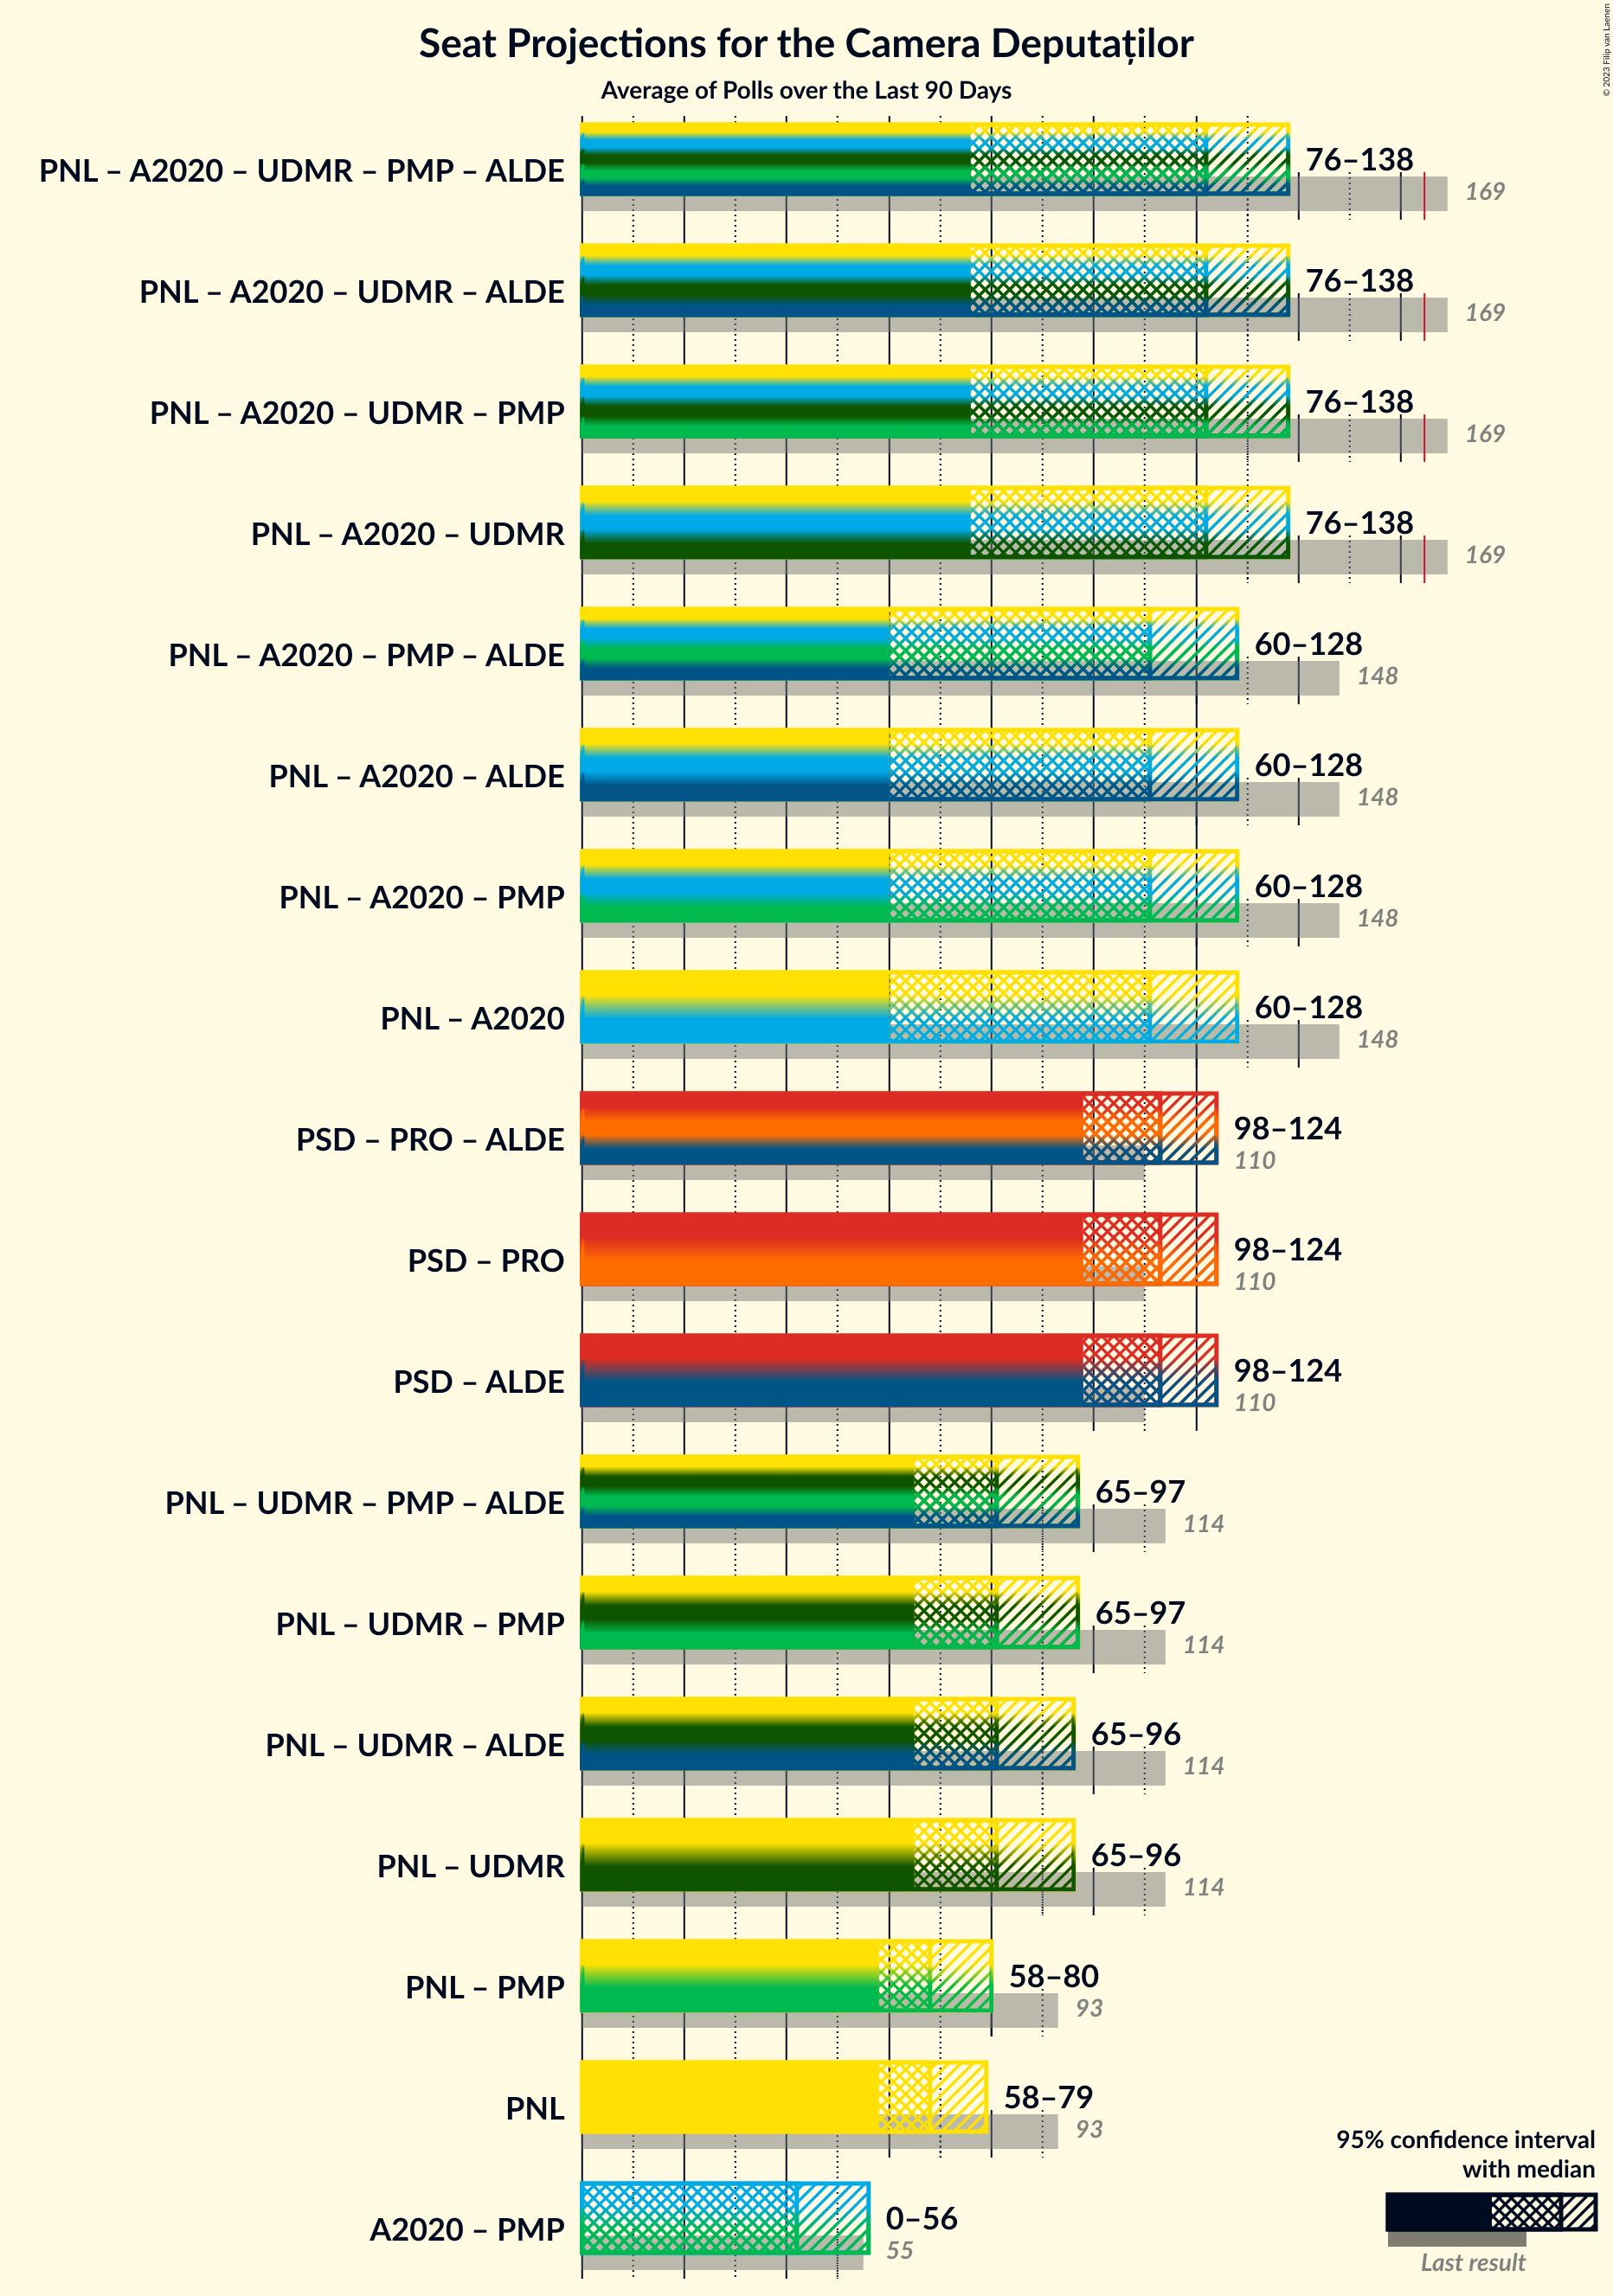 © 2023 Filip van Laenen
Seat Projections for the Camera Deputaților
Average of Polls over the Last 90 Days
PNL – A2020 – UDMR – PMP – ALDE
76–138
169
PNL – A2020 – UDMR – ALDE
76–138
169
PNL – A2020 – UDMR – PMP
76–138
169
PNL – A2020 – UDMR
76–138
169
PNL – A2020 – PMP – ALDE
60–128
148
PNL – A2020 – ALDE
60–128
148
PNL – A2020 – PMP
60–128
148
PNL – A2020
60–128
148
PSD – PRO – ALDE
98–124
110
PSD – PRO
98–124
110
PSD – ALDE
98–124
110
PNL – UDMR – PMP – ALDE
65–97
114
PNL – UDMR – PMP
65–97
114
PNL – UDMR – ALDE
65–96
114
PNL – UDMR
65–96
114
PNL – PMP
58–80
93
PNL
58–79
93
A2020 – PMP
0–56
55
95% confidence interval
with median
Last result